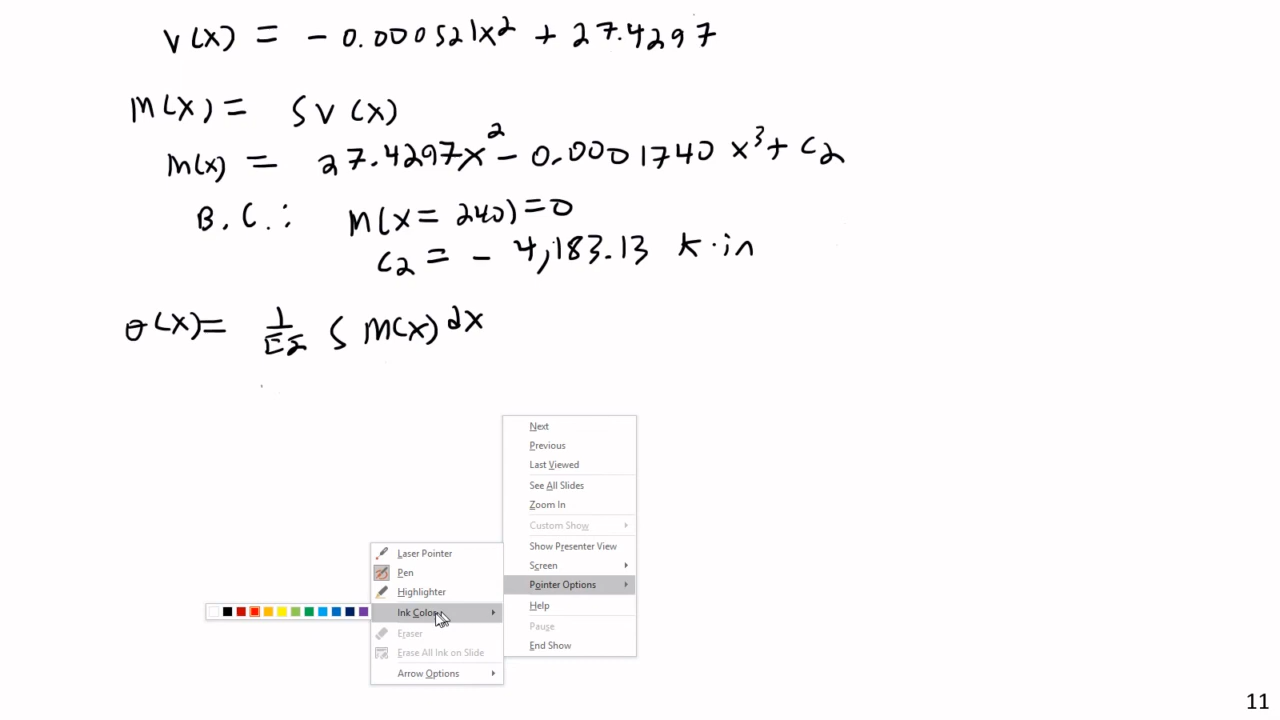 V(X) = - 0.000521x² + 27.4297
M(X) = ∫ V(X)
M(x) = 27.4297x² - 0.0001740 x³ + C₂
B.C.: M(X = 240) = 0
C₂ = - 4,183.13 k·in
θ(X) = 1/EI ∫ M(X) dX
Next
Previous
Last Viewed
See All Slides
Zoom In
Custom Show
Show Presenter View
Screen
Pointer Options
Help
Pause
End Show
Laser Pointer
Pen
Highlighter
Ink Color
Eraser
Erase All Ink on Slide
Arrow Options
11